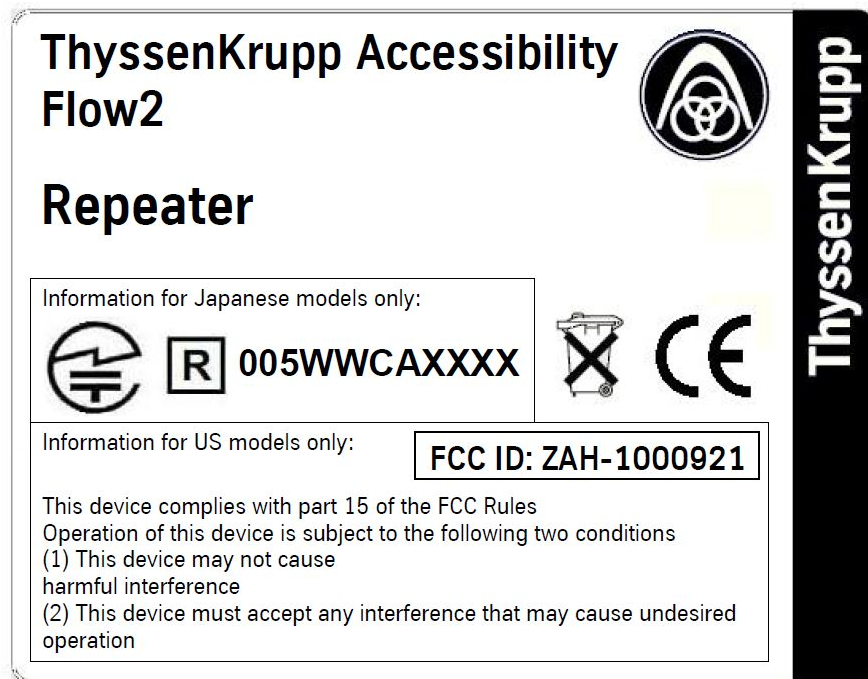 ThyssenKrupp Accessibility
Flow2
Repeater
ThyssenKrupp
Information for Japanese models only:
R 005WWCAXXXX
CE
Information for US models only:
FCC ID: ZAH-1000921
This device complies with part 15 of the FCC Rules
Operation of this device is subject to the following two conditions
(1) This device may not cause
harmful interference
(2) This device must accept any interference that may cause undesired
operation